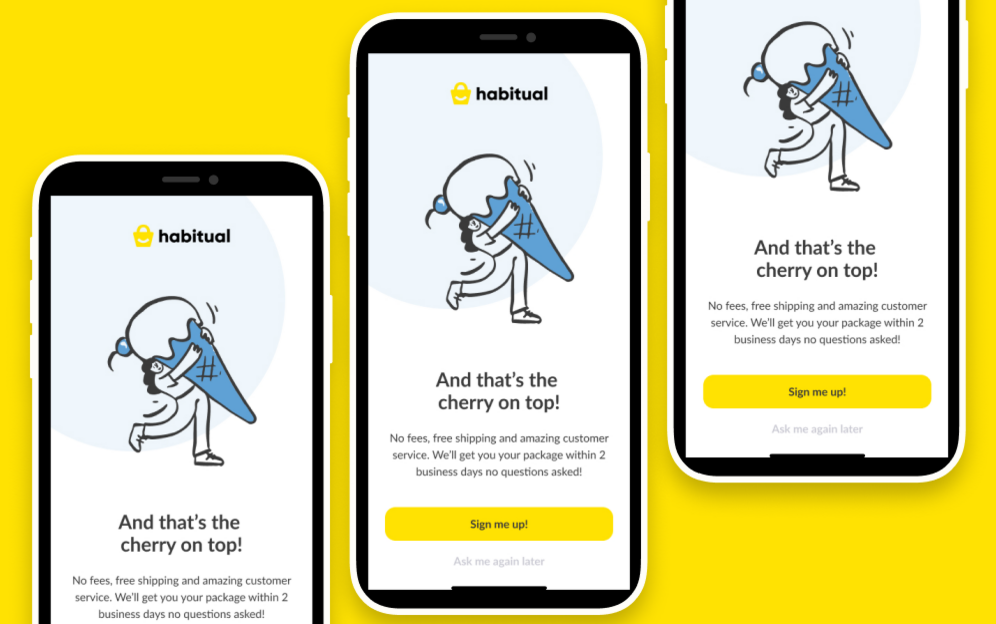 habitual
And that's the
cherry on top!
No fees, free shipping and amazing customer
service. We'll get you your package within 2
business days no questions asked!
habitual
And that's the
cherry on top!
No fees, free shipping and amazing customer
service. We'll get you your package within 2
business days no questions asked!
Sign me up!
Ask me again later
And that's the
cherry on top!
No fees, free shipping and amazing customer
service. We'll get you your package within 2
business days no questions asked!
Sign me up!
Ask me again later